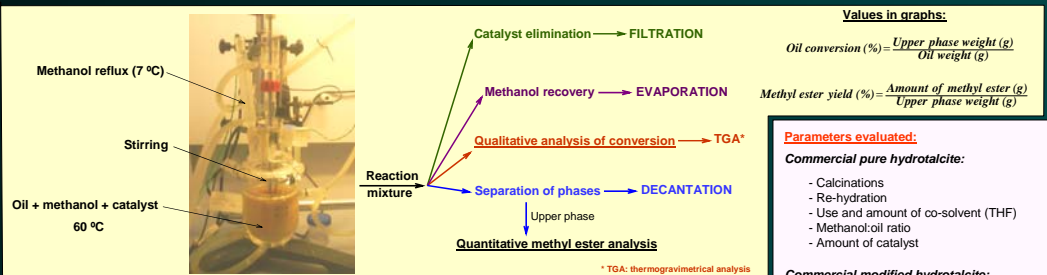 Methanol reflux (7 ºC)
Stirring
Oil + methanol + catalyst
60 ºC
Reaction
mixture
Catalyst elimination
FILTRATION
Methanol recovery
EVAPORATION
Qualitative analysis of conversion
TGA*
Separation of phases
DECANTATION
Upper phase
Quantitative methyl ester analysis
* TGA: thermogravimetrical analysis
Values in graphs:
Oil conversion (%) = Upper phase weight (g)
Oil weight (g)
Methyl ester yield (%) = Amount of methyl ester (g)
Upper phase weight (g)
Parameters evaluated:
Commercial pure hydrotalcite:
- Calcinations
- Re-hydration
- Use and amount of co-solvent (THF)
- Methanol:oil ratio
- Amount of catalyst
Commercial modified hydrotalcite: